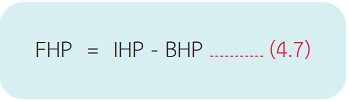 FHP = IHP - BHP ........... (4.7)